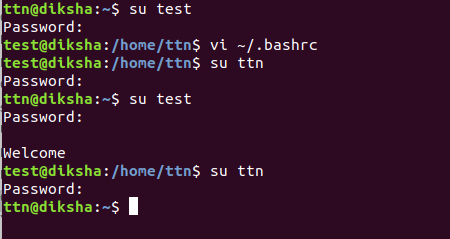 ttn@diksha:~$ su test
Password:
test@diksha:/home/ttn$ vi ~/.bashrc
test@diksha:/home/ttn$ su ttn
Password:
ttn@diksha:~$ su test
Password:
Welcome
test@diksha:/home/ttn$ su ttn
Password:
ttn@diksha:~$